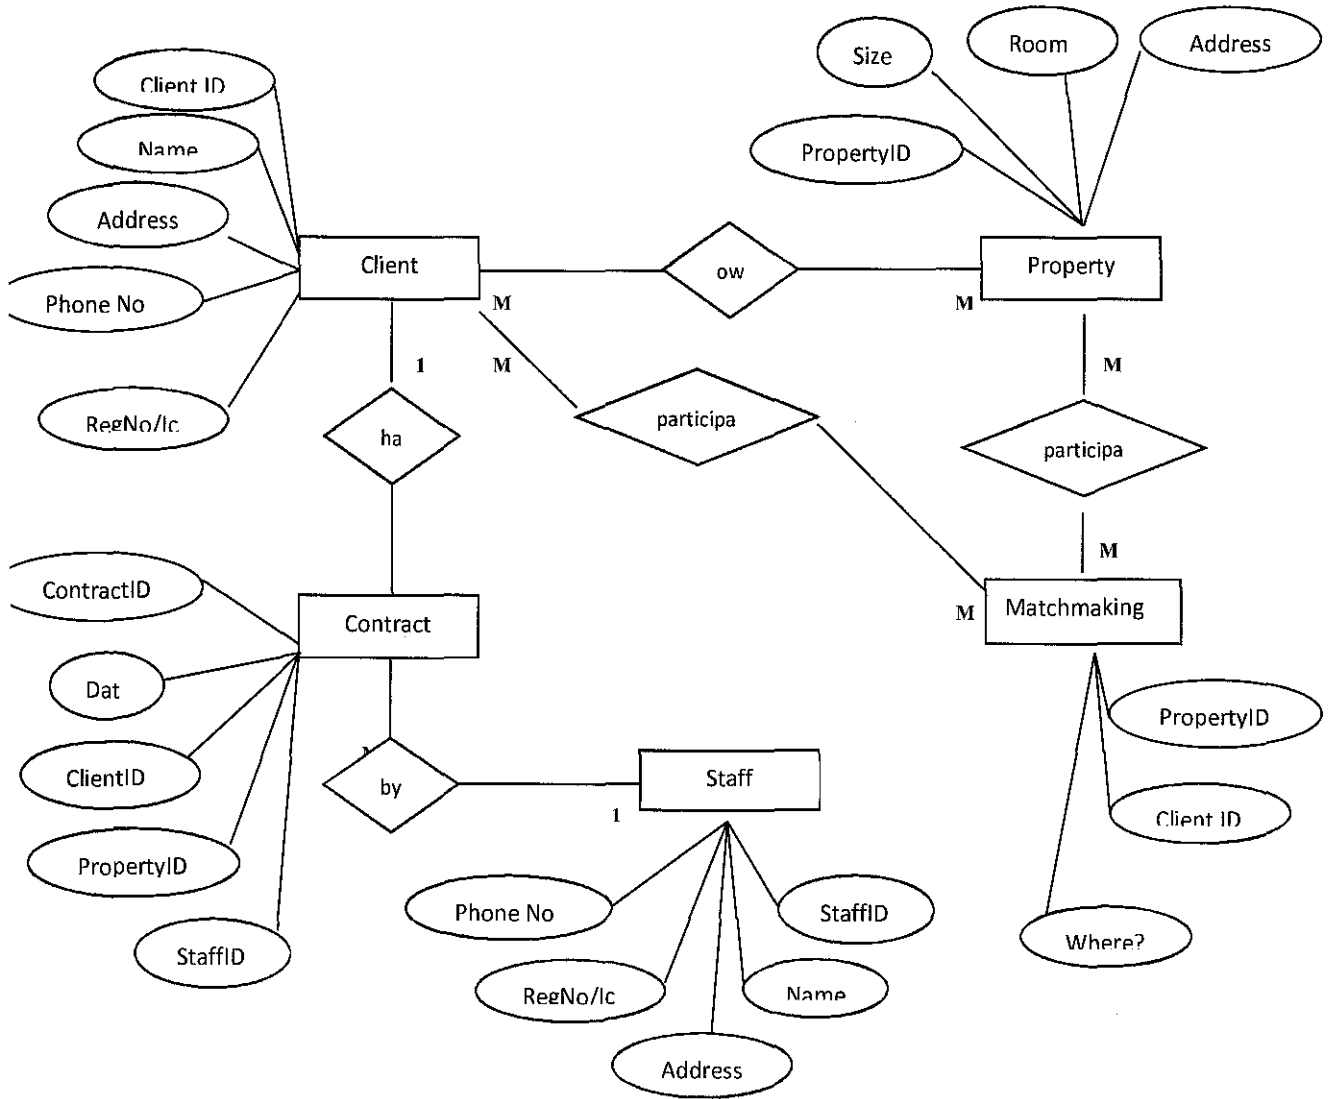 Size
Room
Address
Client ID
Name
PropertyID
Address
Client
ow
Property
Phone No
M
M
1
M
M
RegNo/Ic
ha
participa
participa
M
ContractID
Contract
M
Matchmaking
Dat
PropertyID
ClientID
by
Staff
1
Client ID
PropertyID
Phone No
StaffID
Where?
StaffID
RegNo/Ic
Name
Address